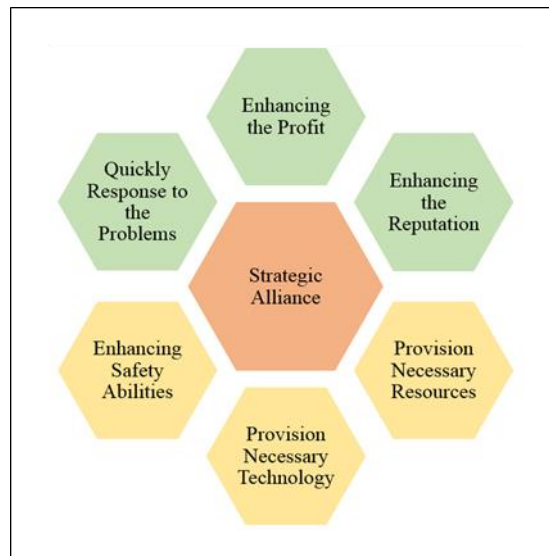 Enhancing
the Profit
Quickly
Response to
the
Problems
Enhancing
the
Reputation
Strategic
Alliance
Enhancing
Safety
Abilities
Provision
Necessary
Resources
Provision
Necessary
Technology